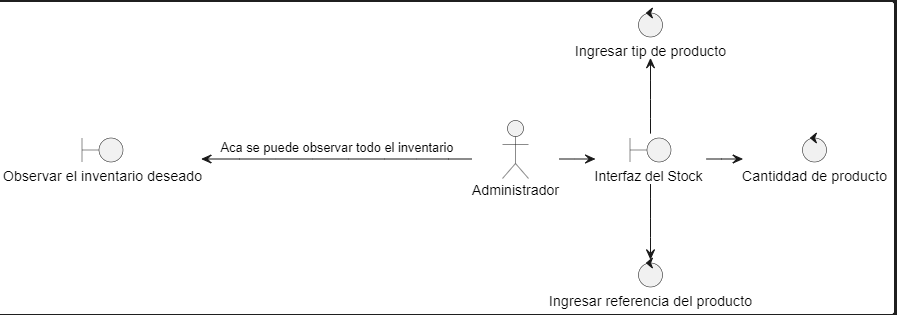 Ingresar tip de producto
Aca se puede observar todo el inventario
Observar el inventario deseado
Administrador
Interfaz del Stock
Cantiddad de producto
Ingresar referencia del producto